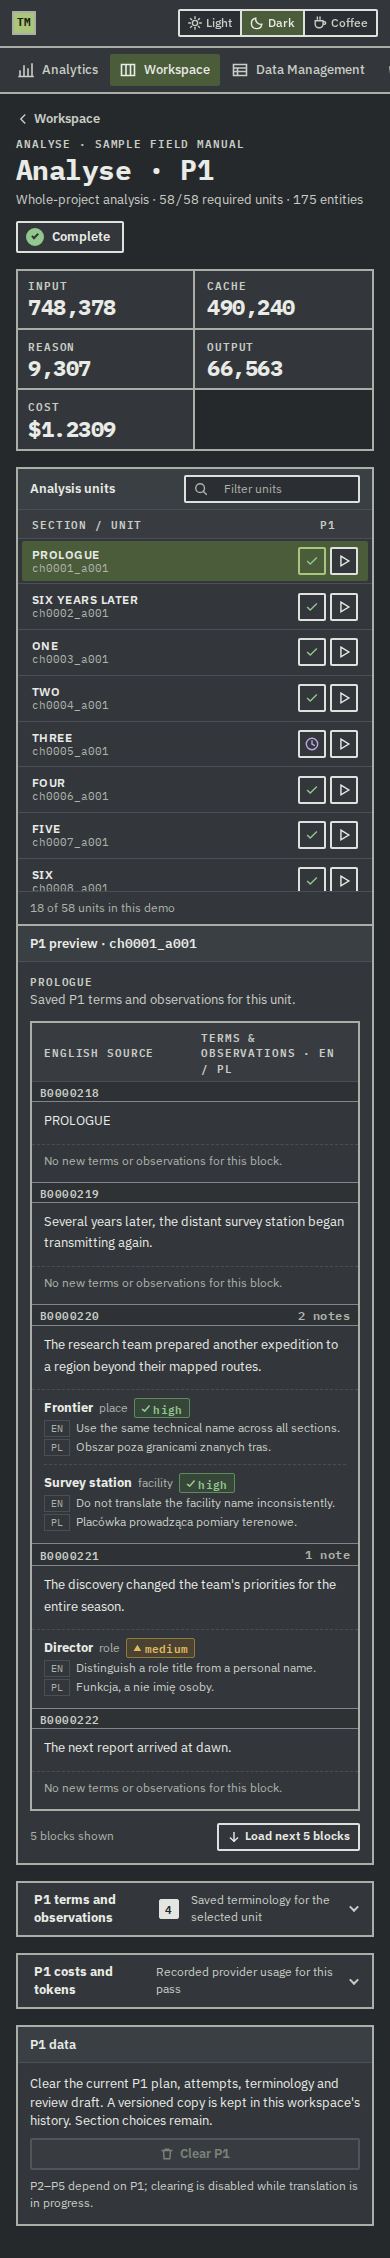 TM
Light
Dark
Coffee
Analytics
Workspace
Data Management
Workspace
ANALYSE · SAMPLE FIELD MANUAL
Analyse · P1
Whole-project analysis · 58/58 required units · 175 entities
Complete
INPUT
748,378
CACHE
490,240
REASON
9,307
OUTPUT
66,563
COST
$1.2309
Analysis units
Filter units
SECTION / UNIT
P1
PROLOGUE
ch0001_a001
SIX YEARS LATER
ch0002_a001
ONE
ch0003_a001
TWO
ch0004_a001
THREE
ch0005_a001
FOUR
ch0006_a001
FIVE
ch0007_a001
SIX
ch0008_a001
18 of 58 units in this demo
P1 preview · ch0001_a001
PROLOGUE
Saved P1 terms and observations for this unit.
ENGLISH SOURCE
TERMS &
OBSERVATIONS · EN
/ PL
B0000218
PROLOGUE
No new terms or observations for this block.
B0000219
Several years later, the distant survey station began
transmitting again.
No new terms or observations for this block.
B0000220
2 notes
The research team prepared another expedition to
a region beyond their mapped routes.
Frontier place high
EN Use the same technical name across all sections.
PL Obszar poza granicami znanych tras.
Survey station facility high
EN Do not translate the facility name inconsistently.
PL Placówka prowadząca pomiary terenowe.
B0000221
1 note
The discovery changed the team's priorities for the
entire season.
Director role medium
EN Distinguish a role title from a personal name.
PL Funkcja, a nie imię osoby.
B0000222
The next report arrived at dawn.
No new terms or observations for this block.
5 blocks shown
Load next 5 blocks
P1 terms and
observations
4
Saved terminology for the
selected unit
P1 costs and
tokens
Recorded provider usage for this
pass
P1 data
Clear the current P1 plan, attempts, terminology and
review draft. A versioned copy is kept in this workspace's
history. Section choices remain.
Clear P1
P2–P5 depend on P1; clearing is disabled while translation is
in progress.